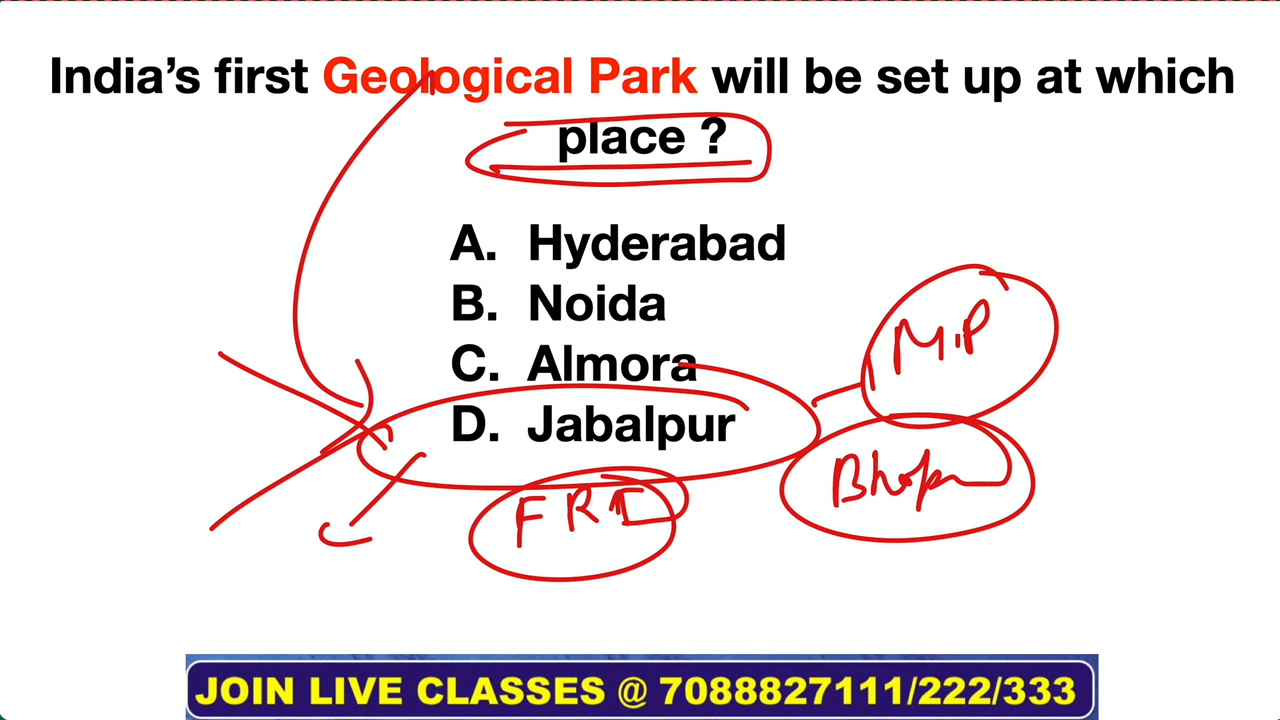 India's first Geological Park will be set up at which
place ?
A. Hyderabad
B. Noida
C. Almora
D. Jabalpur
M.P
FRI
JOIN LIVE CLASSES @ 7088827111/222/333